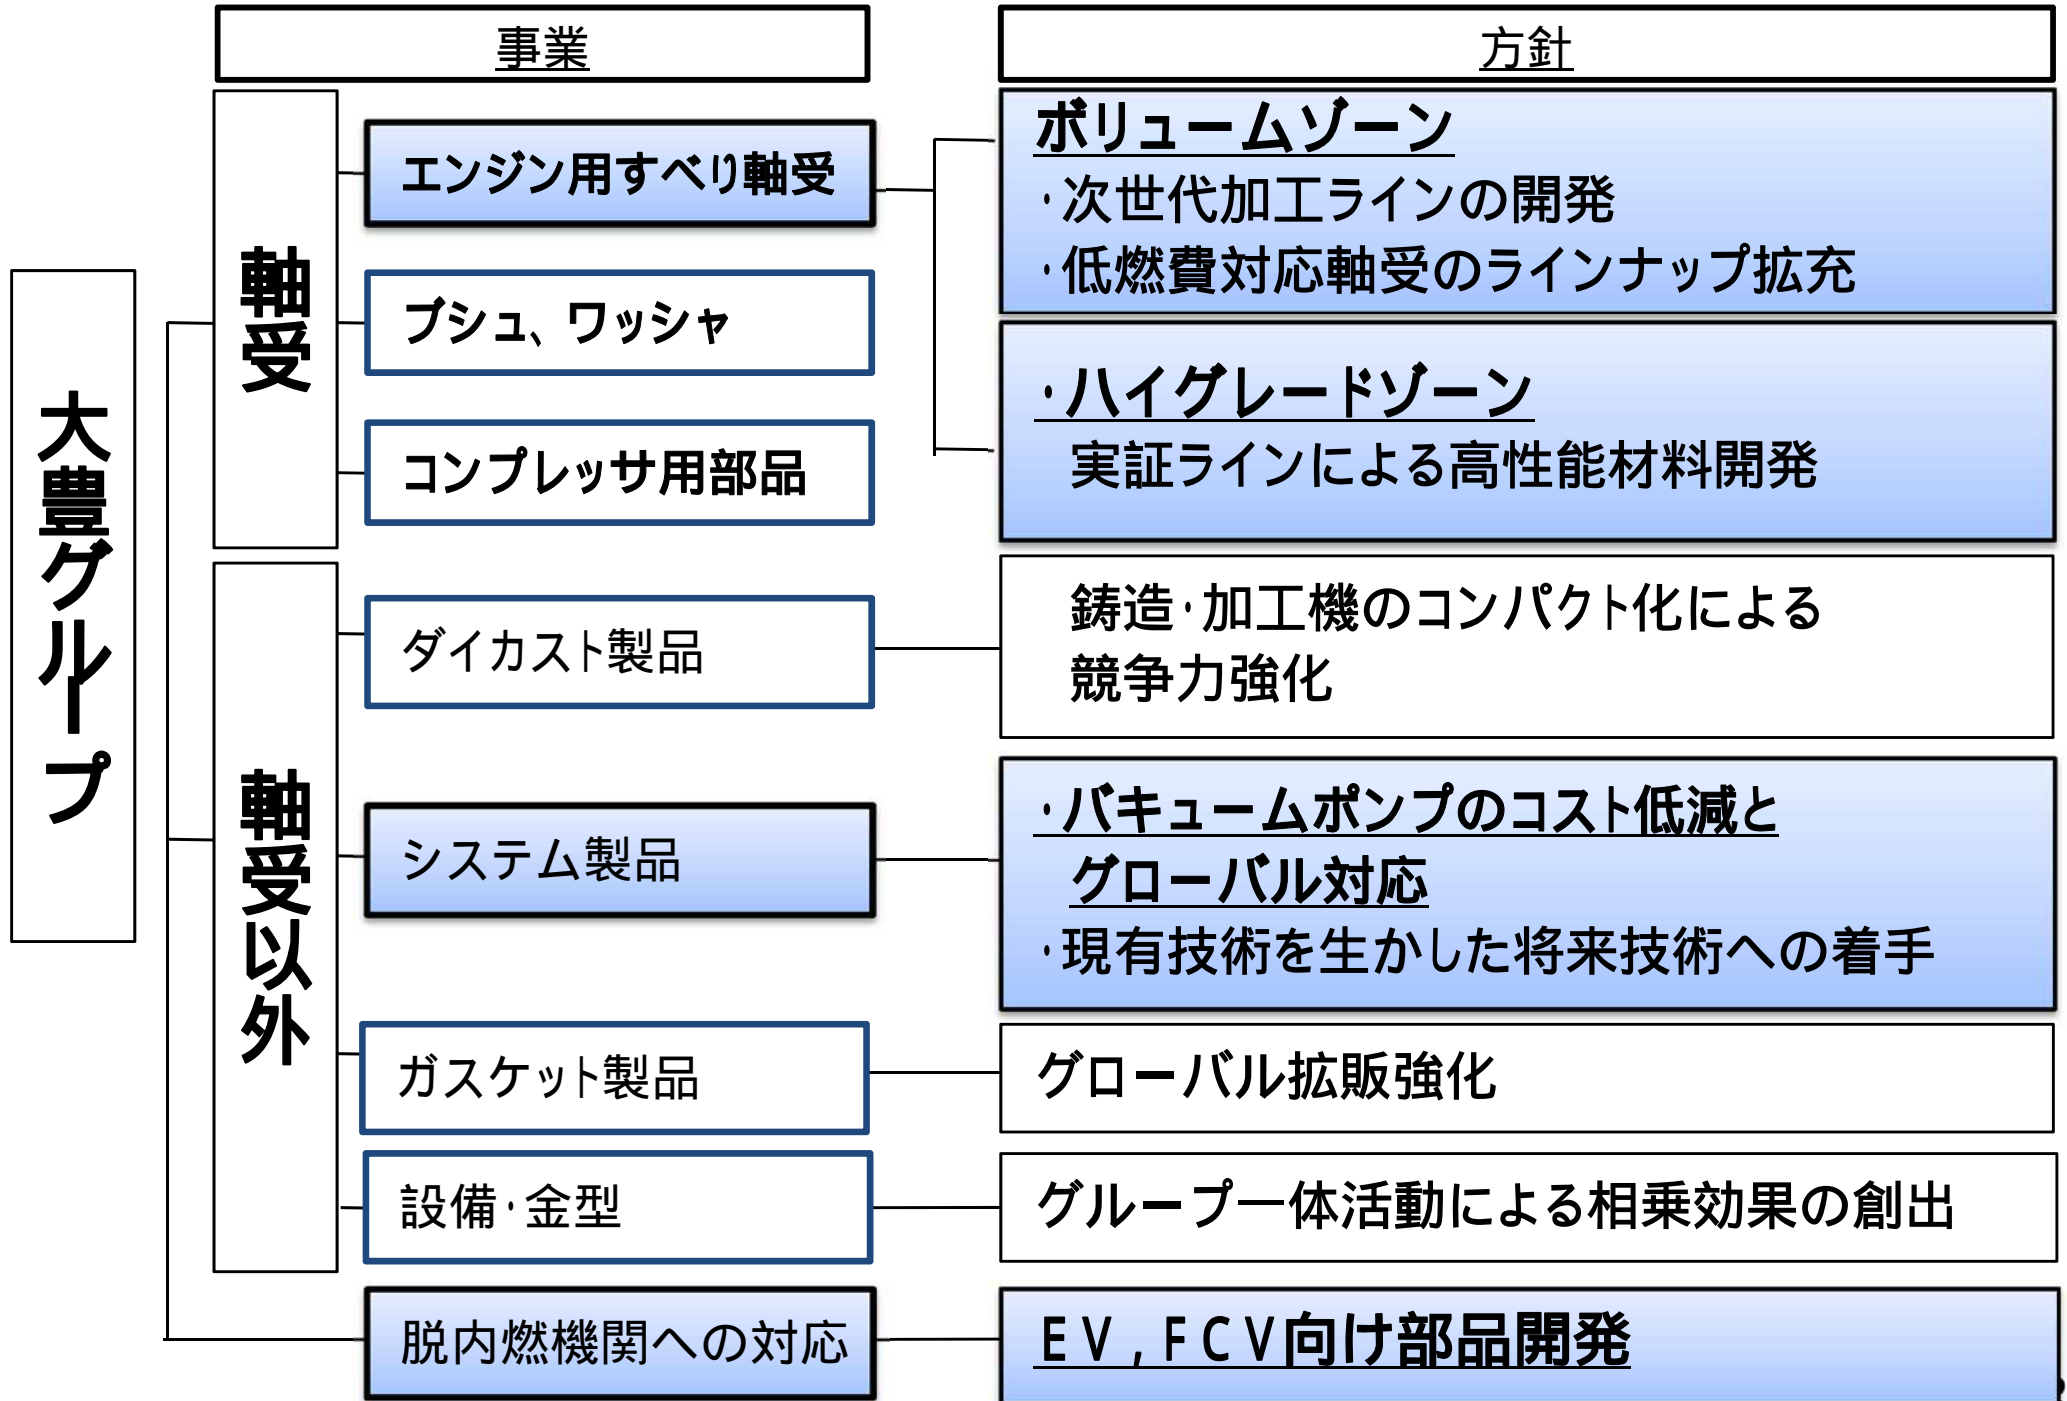 事業
方針
大豊グループ
軸受
エンジン用すべり軸受
ボリュームゾーン
・次世代加工ラインの開発
・低燃費対応軸受のラインナップ拡充
・ハイグレードゾーン
実証ラインによる高性能材料開発
ブシュ、ワッシャ
コンプレッサ用部品
軸受以外
ダイカスト製品
鋳造・加工機のコンパクト化による
競争力強化
システム製品
・バキュームポンプのコスト低減と
グローバル対応
・現有技術を生かした将来技術への着手
ガスケット製品
グローバル拡販強化
設備・金型
グループ一体活動による相乗効果の創出
脱内燃機関への対応
ＥＶ，ＦＣＶ向け部品開発